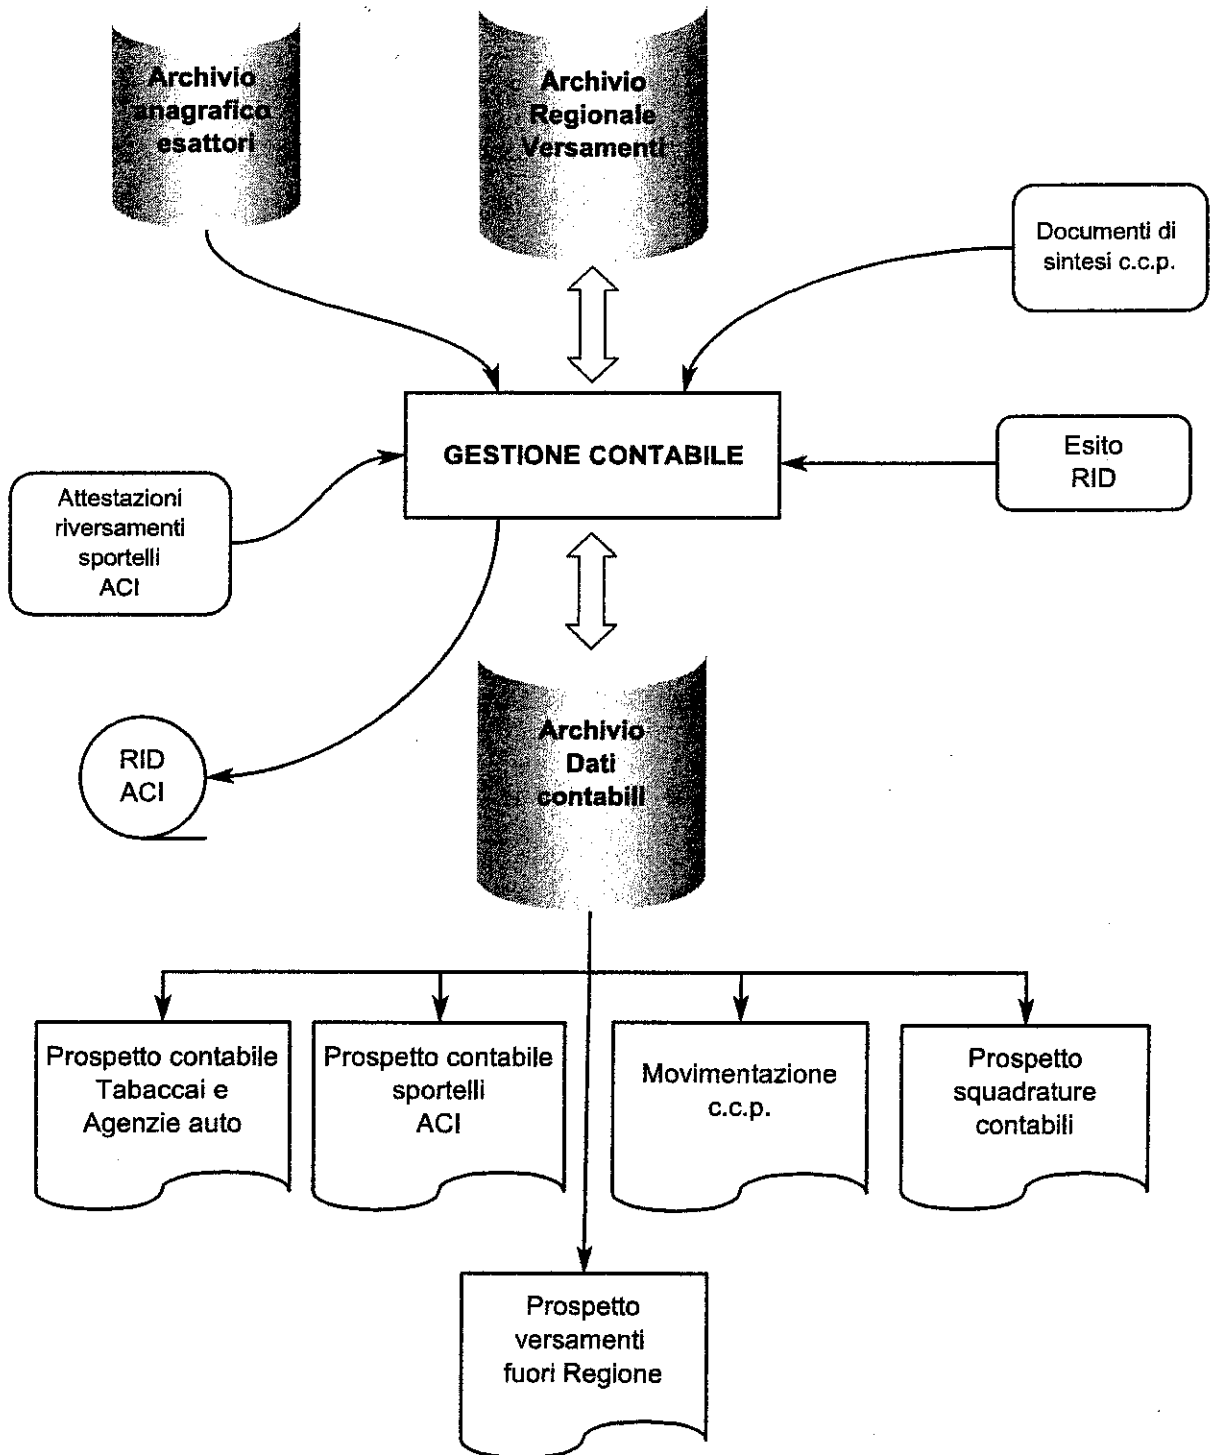 Archivio
anagrafico
esattori
Archivio
Regionale
Versamenti
Documenti di
sintesi c.c.p.
GESTIONE CONTABILE
Esito
RID
Attestazioni
riversamenti
sportelli
ACI
RID
ACI
Archivio
Dati
contabili
Prospetto contabile
Tabaccai e
Agenzie auto
Prospetto contabile
sportelli
ACI
Movimentazione
c.c.p.
Prospetto
squadrature
contabili
Prospetto
versamenti
fuori Regione